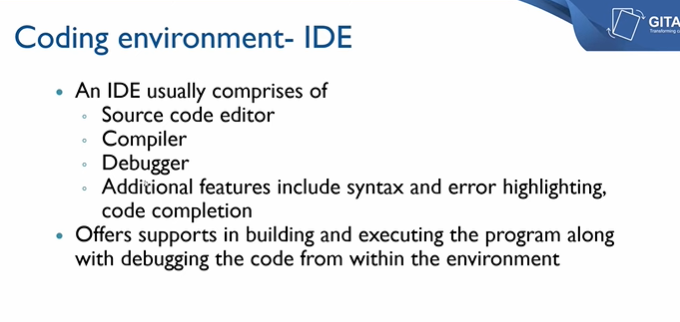 Coding environment- IDE
GITA
Transforming
• An IDE usually comprises of
◦ Source code editor
◦ Compiler
◦ Debugger
◦ Additional features include syntax and error highlighting,
code completion
• Offers supports in building and executing the program along
with debugging the code from within the environment